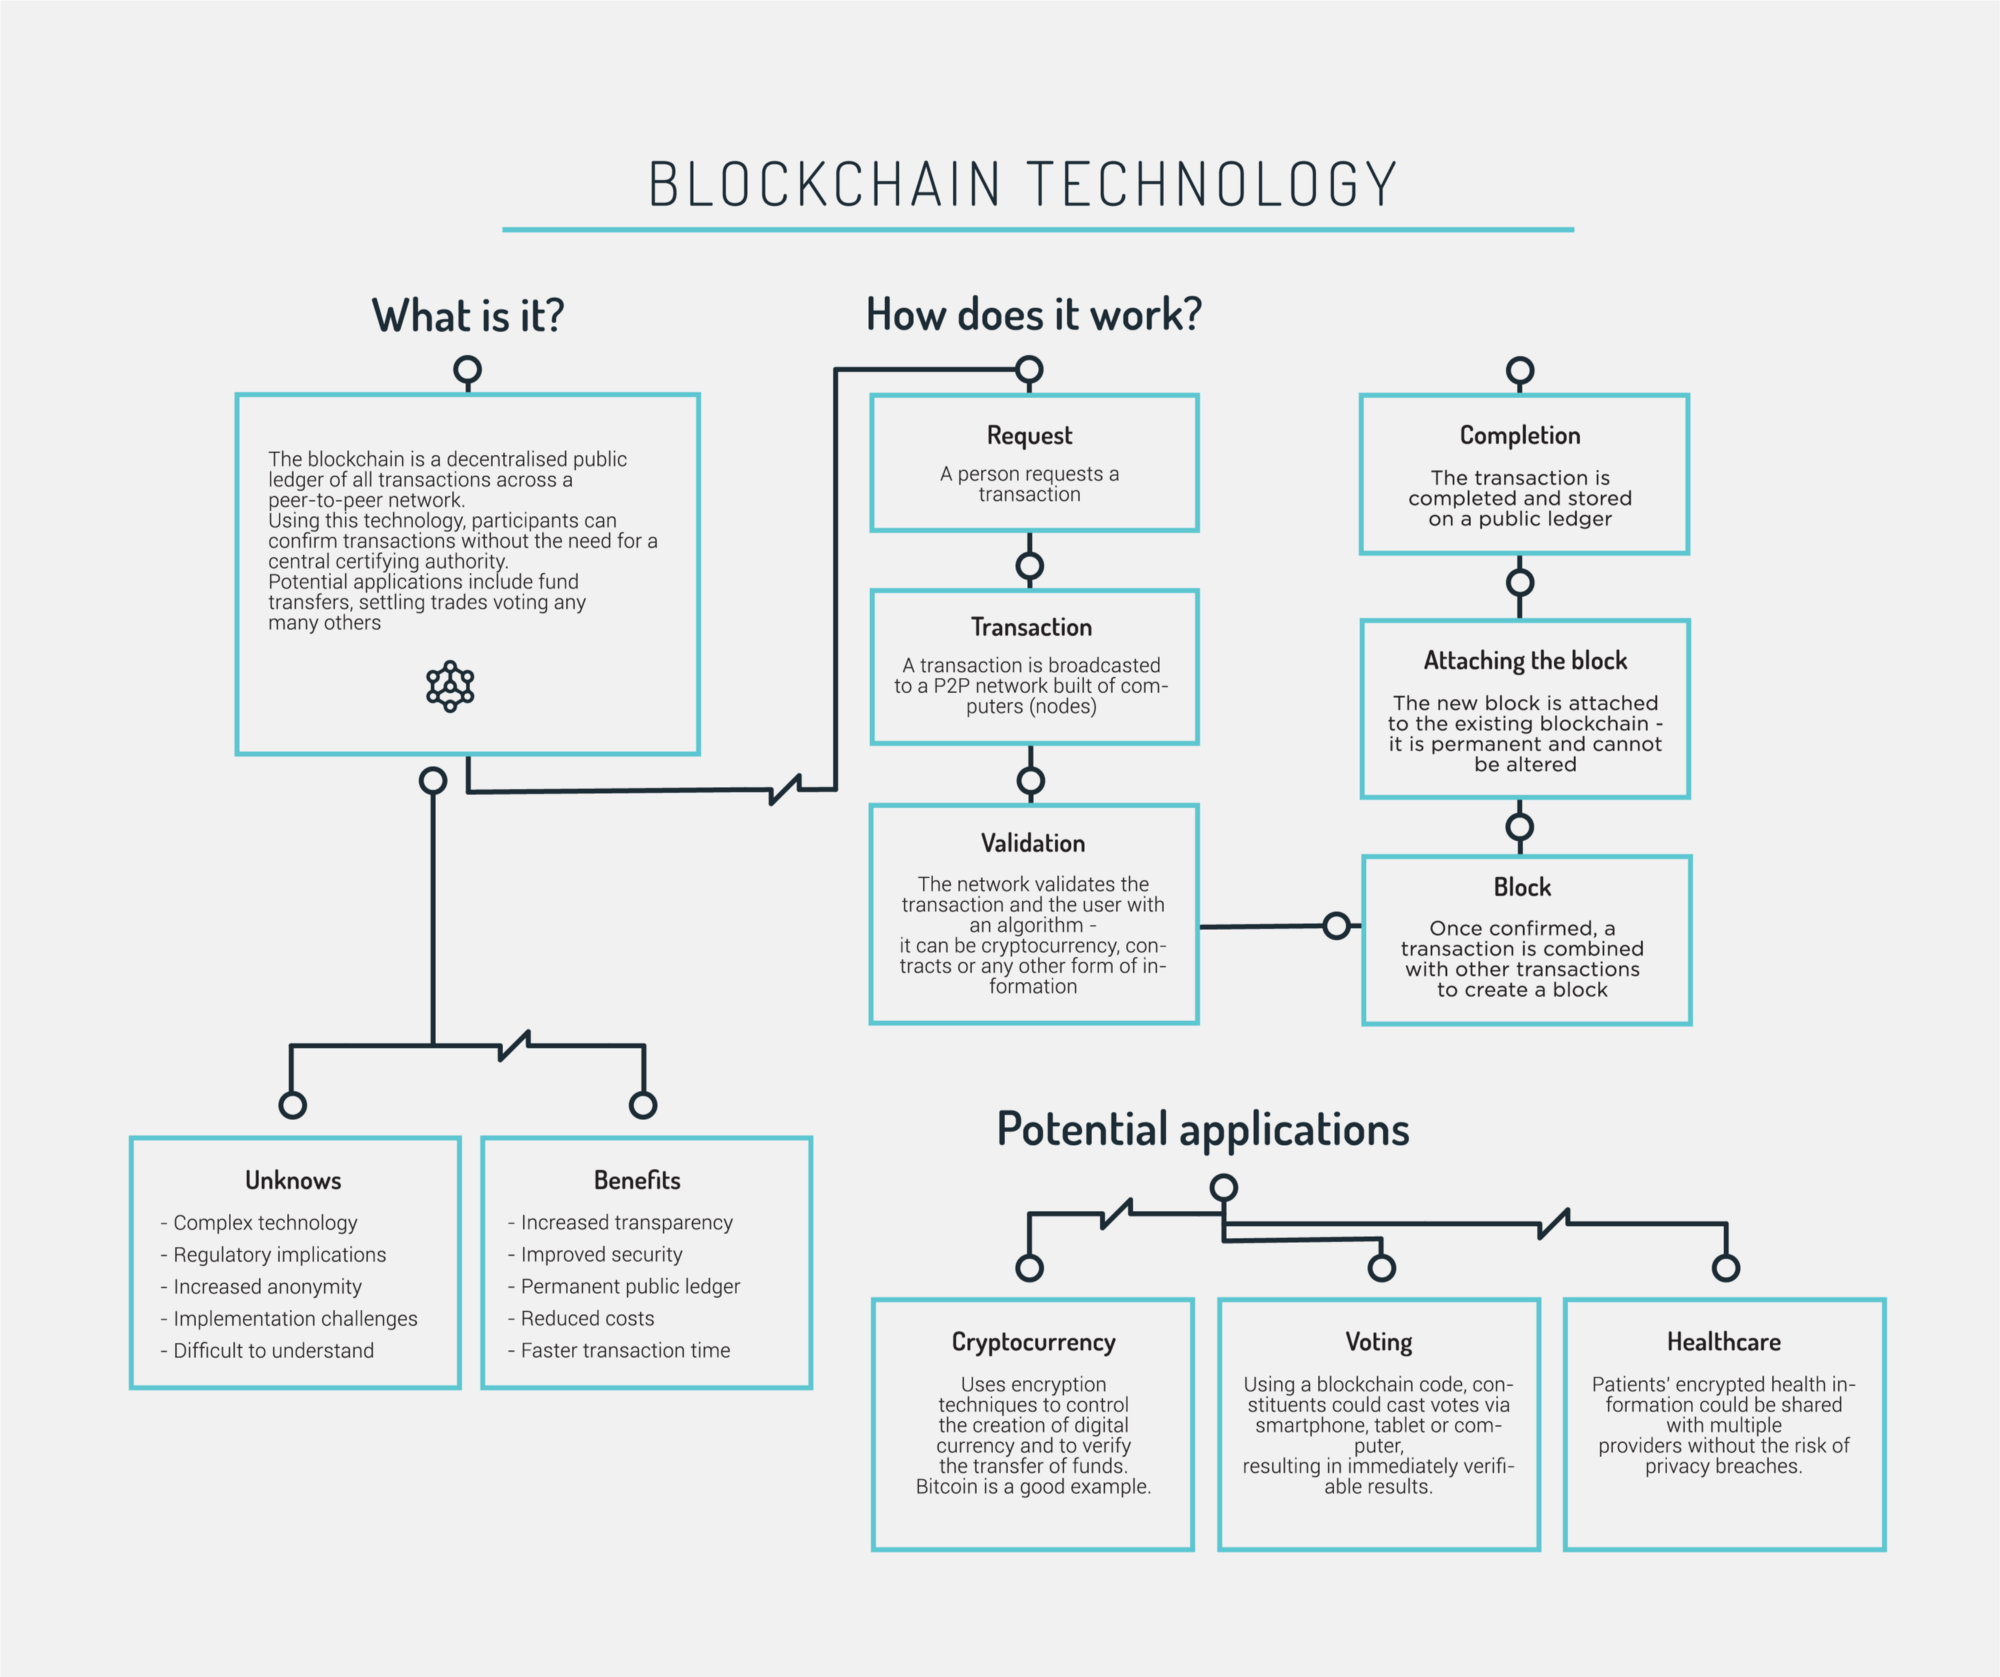 BLOCKCHAIN TECHNOLOGY
What is it?
The blockchain is a decentralised public
ledger of all transactions across a
peer-to-peer network.
Using this technology, participants can
confirm transactions without the need for a
central certifying authority.
Potential applications include fund
transfers, settling trades voting any
many others
Unknows
- Complex technology
- Regulatory implications
- Increased anonymity
- Implementation challenges
- Difficult to understand
Benefits
- Increased transparency
- Improved security
- Permanent public ledger
- Reduced costs
- Faster transaction time
How does it work?
Request
A person requests a
transaction
Transaction
A transaction is broadcasted
to a P2P network built of com-
puters (nodes)
Validation
The network validates the
transaction and the user with
an algorithm -
it can be cryptocurrency, con-
tracts or any other form of in-
formation
Completion
The transaction is
completed and stored
on a public ledger
Attaching the block
The new block is attached
to the existing blockchain -
it is permanent and cannot
be altered
Block
Once confirmed, a
transaction is combined
with other transactions
to create a block
Potential applications
Cryptocurrency
Uses encryption
techniques to control
the creation of digital
currency and to verify
the transfer of funds.
Bitcoin is a good example.
Voting
Using a blockchain code, con-
stituents could cast votes via
smartphone, tablet or com-
puter,
resulting in immediately verifi-
able results.
Healthcare
Patients' encrypted health in-
formation could be shared
with multiple
providers without the risk of
privacy breaches.